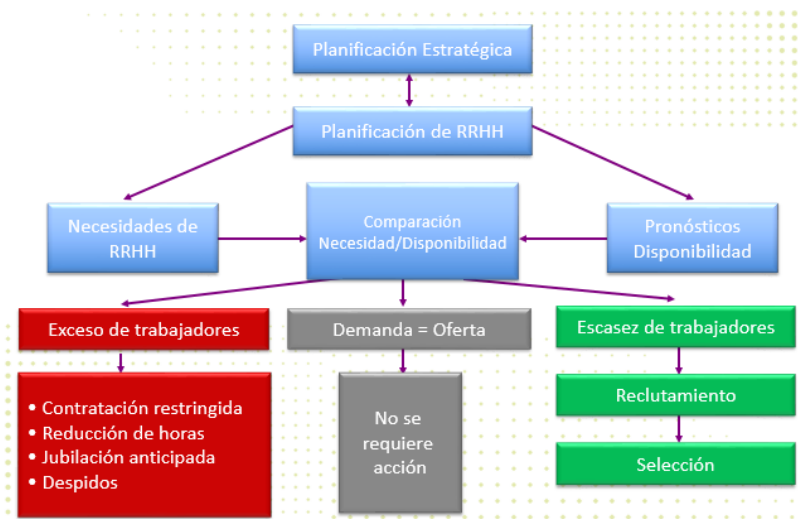 Planificación Estratégica
Planificación de RRHH
Necesidades de
RRHH
Comparación
Necesidad/Disponibilidad
Pronósticos
Disponibilidad
Exceso de trabajadores
Demanda = Oferta
Escasez de trabajadores
• Contratación restringida
• Reducción de horas
• Jubilación anticipada
• Despidos
No se
requiere
acción
Reclutamiento
Selección